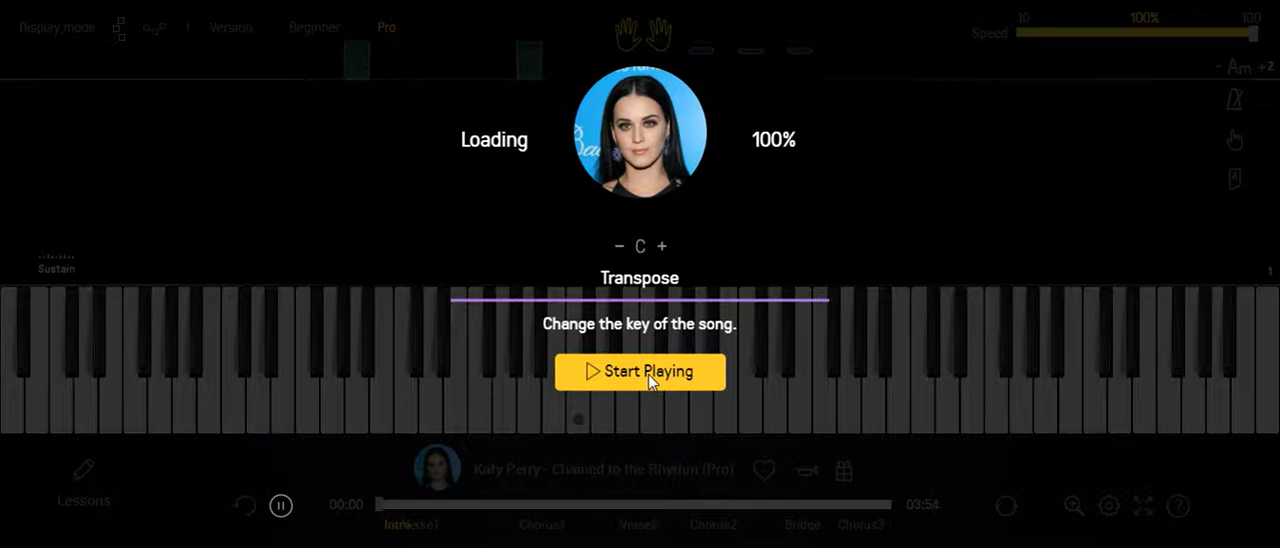 Display mode Version Beginner Pro
10 100% 100
Speed
- Am +2
Loading 100%
- C +
Sustain
1
Transpose
Change the key of the song.
Start Playing
Katy Perry - Chained to the Rhythm (Pro)
Lessons
00:00 03:54
Chorus1 Verse2 Chorus2 Bridge Chorus3